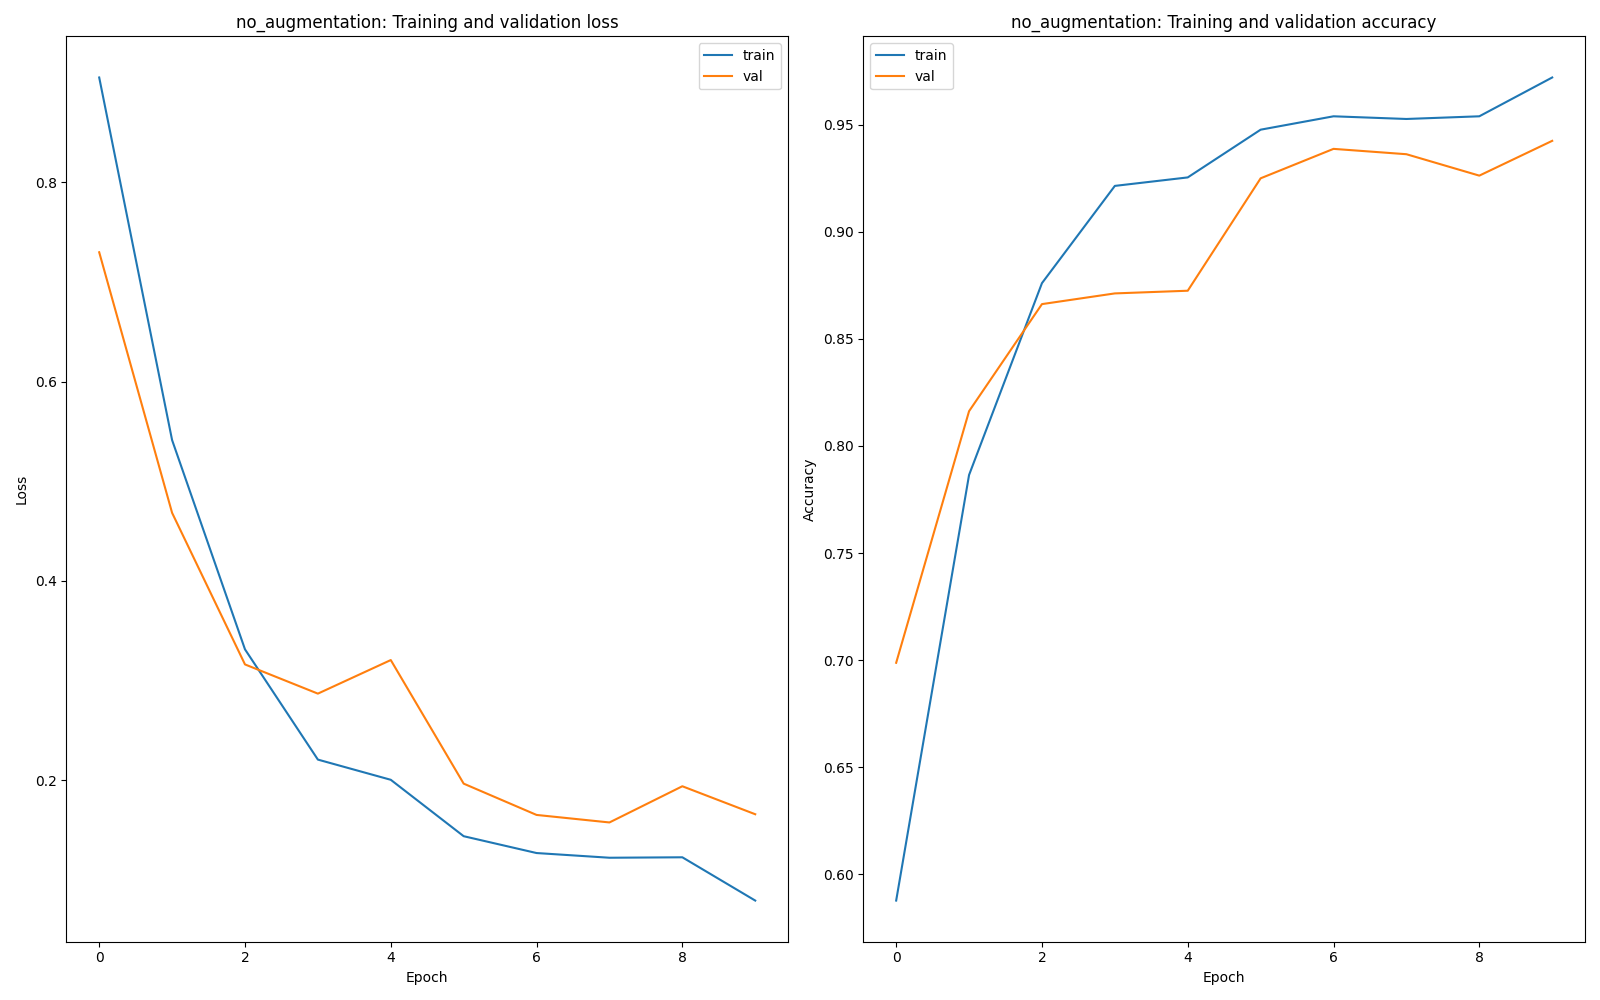 no_augmentation: Training and validation loss
train
val
0.8
0.6
0.4
0.2
Loss
0
2
4
6
8
Epoch
no_augmentation: Training and validation accuracy
train
val
0.95
0.90
0.85
0.80
0.75
0.70
0.65
0.60
Accuracy
0
2
4
6
8
Epoch